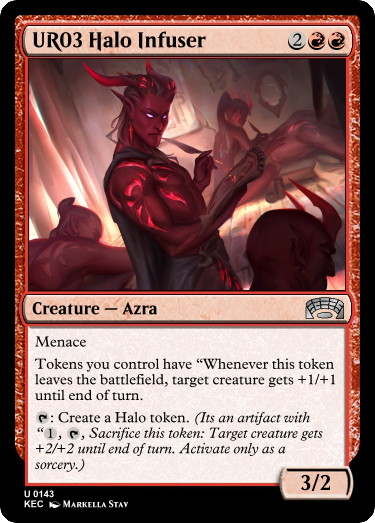 UR03 Halo Infuser 2
Creature — Azra
Menace
Tokens you control have “Whenever this token
leaves the battlefield, target creature gets +1/+1
until end of turn.
: Create a Halo token. (Its an artifact with
“1, , Sacrifice this token: Target creature gets
+2/+2 until end of turn. Activate only as a
sorcery.)
3/2
U 0143
KEC Markella Stav